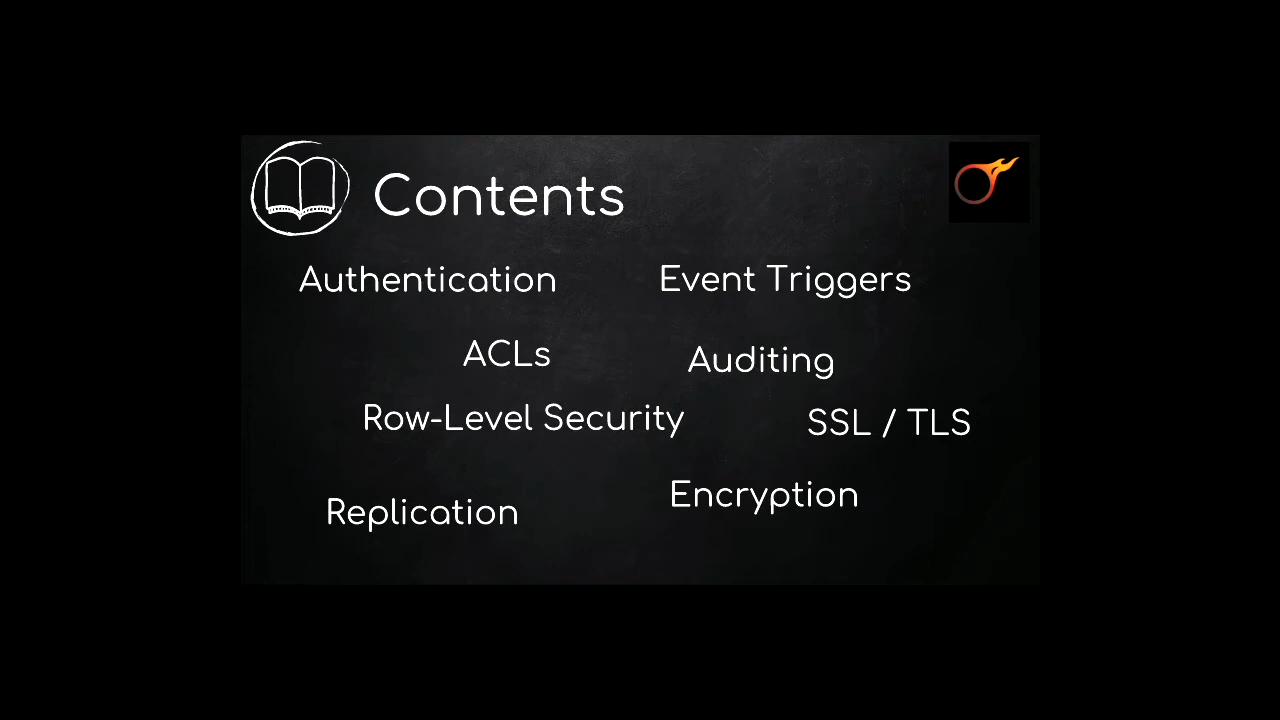 Contents
Authentication
Event Triggers
ACLs
Auditing
Row-Level Security
SSL / TLS
Encryption
Replication